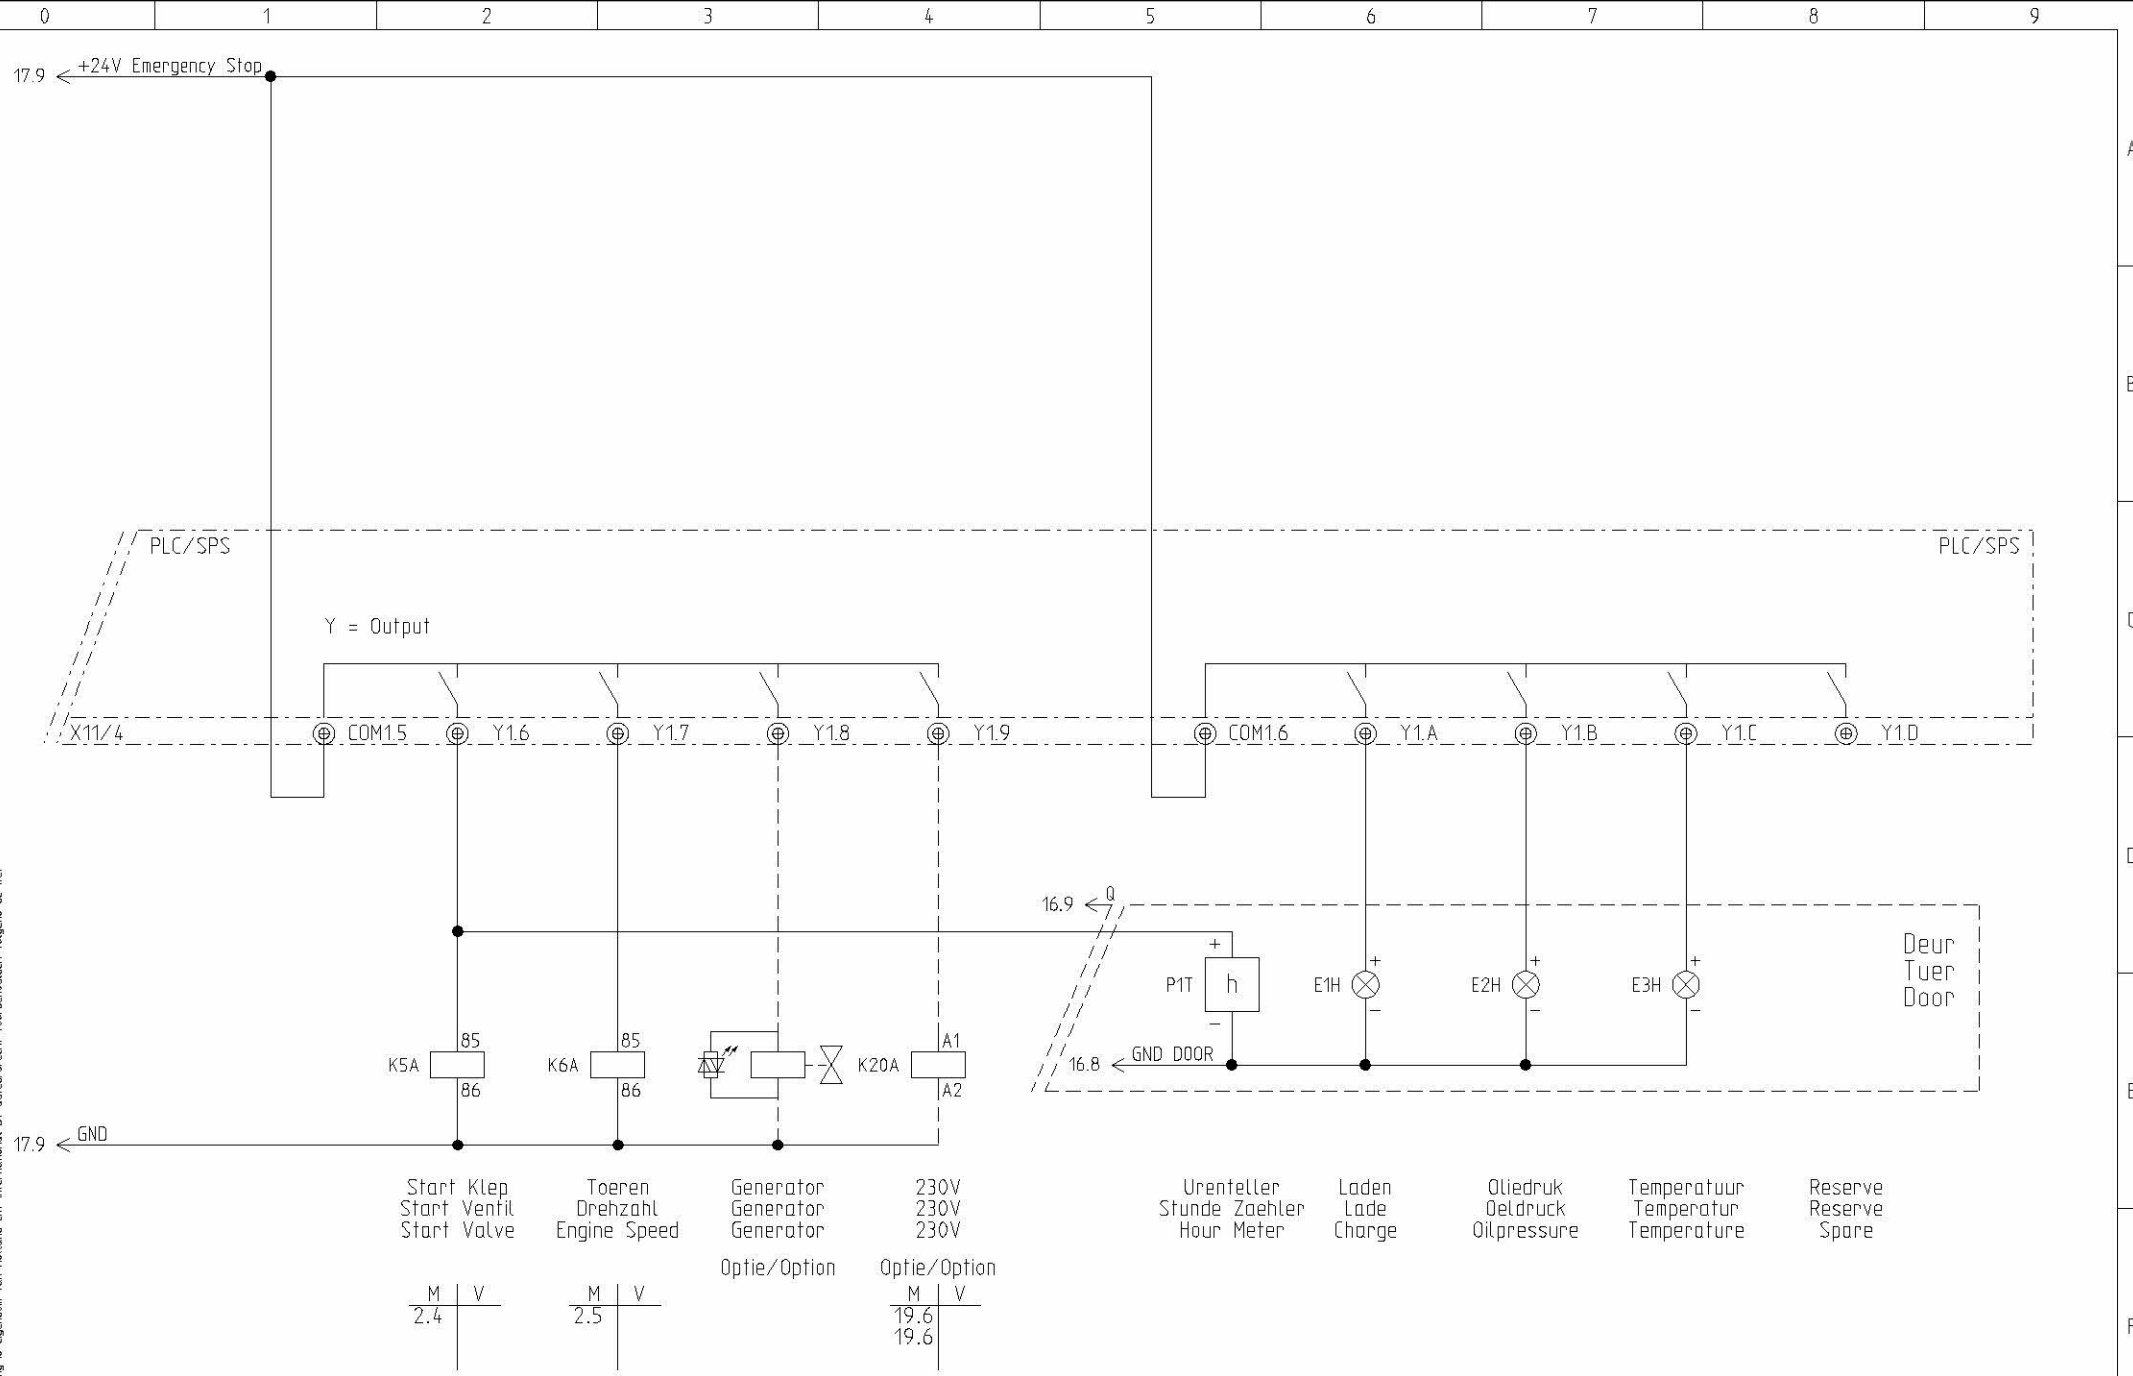 0 1 2 3 4 5 6 7 8 9
17.9 +24V Emergency Stop
A
B
PLC/SPS PLC/SPS
Y = Output
X11/4 COM1.5 Y1.6 Y1.7 Y1.8 Y1.9 COM1.6 Y1.A Y1.B Y1.C Y1.D
D
16.9 Q
+
Deur
Tuer
Door
+ + +
P1T h E1H E2H E3H
- - - -
85 85 A1
K5A K6A K20A
86 86 A2
16.8 GND DOOR
E
17.9 GND
Start Klep Toeren Generator 230V Urenteller Laden Oliedruk Temperatuur Reserve
Start Ventil Drehzahl Generator 230V Stunde Zaehler Lade Oeldruck Temperatur Reserve
Start Valve Engine Speed Generator 230V Hour Meter Charge Oilpressure Temperature Spare
Optie/Option Optie/Option
M V M V M V
2.4 2.5 19.6
19.6
F